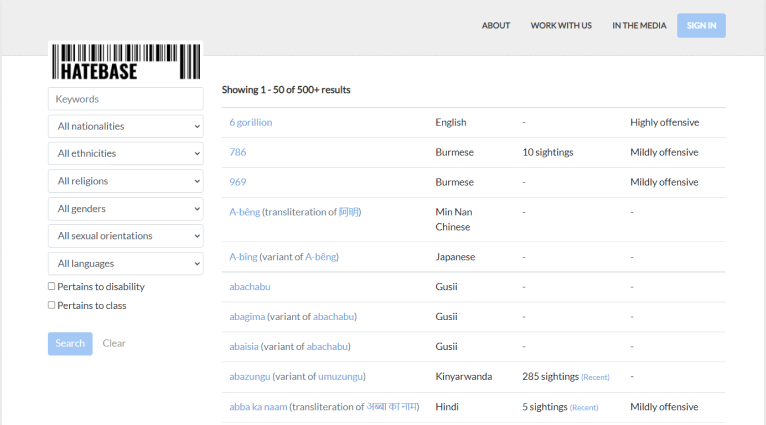 ABOUT WORK WITH US IN THE MEDIA SIGN IN
HATEBASE
Keywords
All nationalities
All ethnicities
All religions
All genders
All sexual orientations
All languages
Pertains to disability
Pertains to class
Search Clear
Showing 1 - 50 of 500+ results
6 gorillion English - Highly offensive
786 Burmese 10 sightings Mildly offensive
969 Burmese - Mildly offensive
A-bêng (transliteration of 阿明) Min Nan
Chinese - -
A-bîng (variant of A-bêng) Japanese - -
abachabu Gusii - -
abagima (variant of abachabu) Gusii - -
abaisia (variant of abachabu) Gusii - -
abazungu (variant of umuzungu) Kinyarwanda 285 sightings (Recent) -
abba ka naam (transliteration of अब्बा का नाम) Hindi 5 sightings (Recent) Mildly offensive